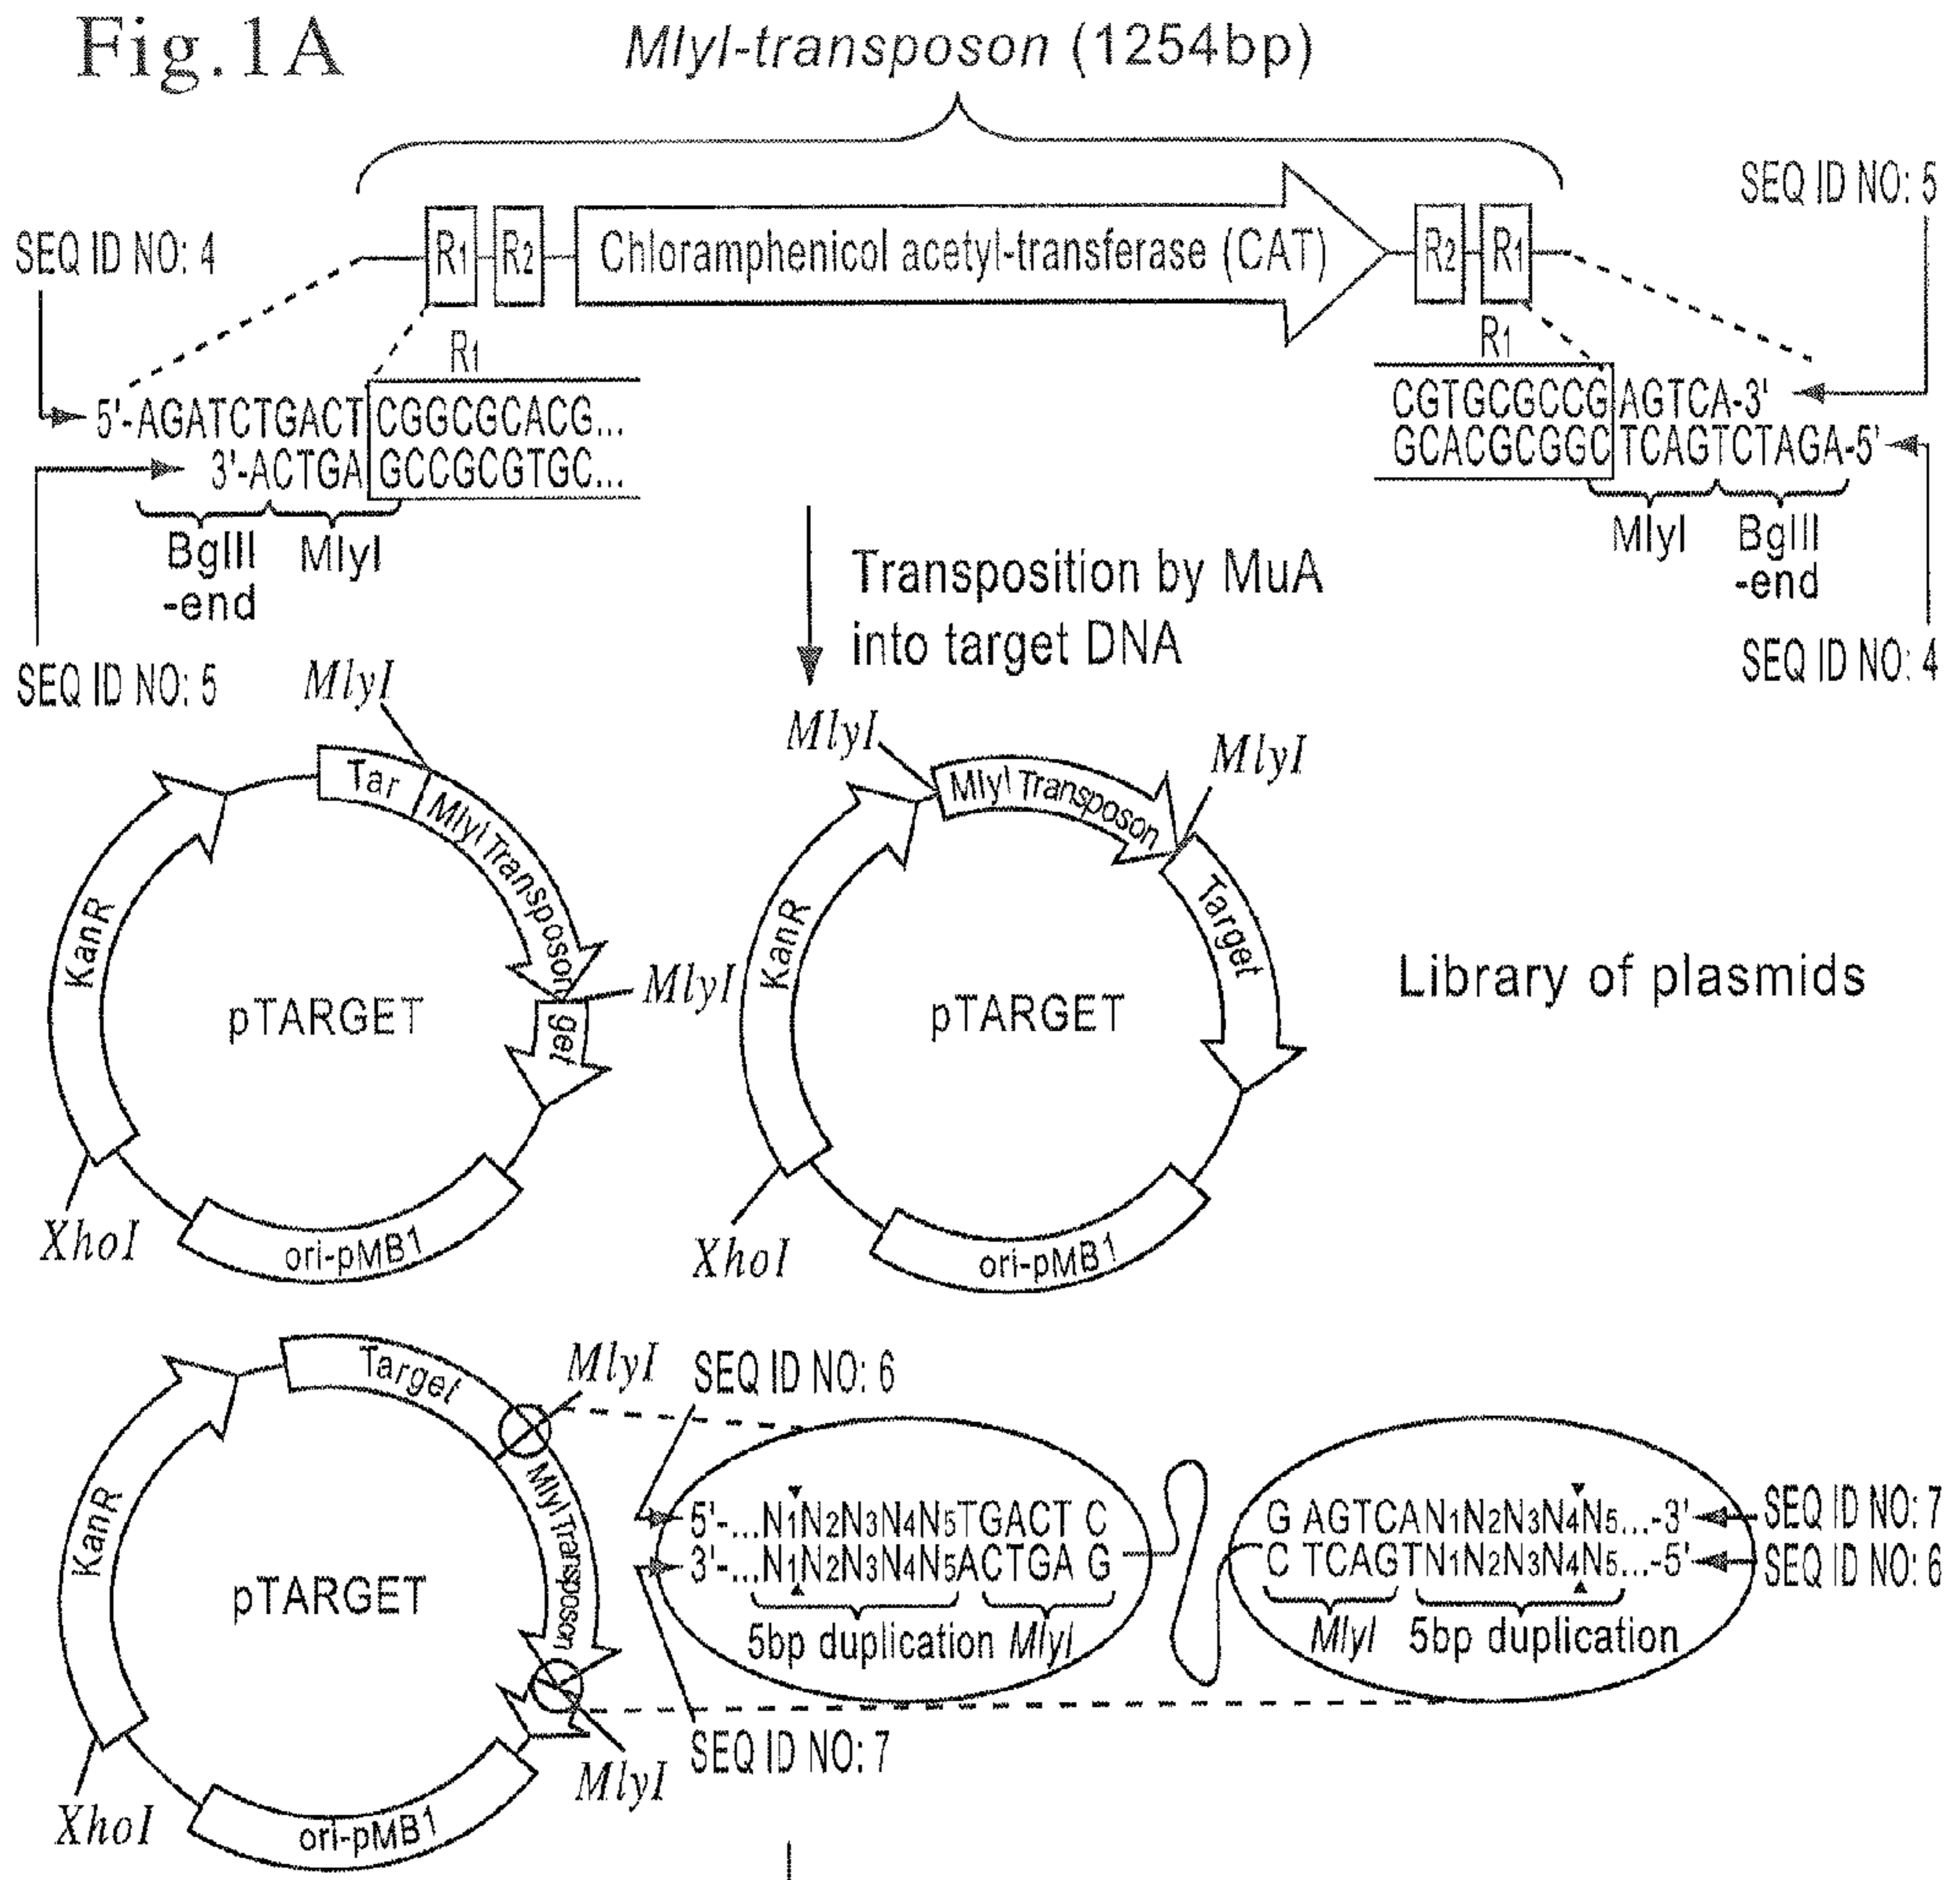 Fig.1A
MlyI-transposon (1254bp)
SEQ ID NO: 5
SEQ ID NO: 4
R1 R2 Chloramphenicol acetyl-transferase (CAT) R2 R1
R1
R1
5'-AGATCTGACT CGGCGCACG...
3'-ACTGA GCCGCGTGC...
CGTGCGCCG AGTCA-3'
GCACGCGGC TCAGTCTAGA-5'
BglII
-end
MlyI
MlyI
BglII
-end
SEQ ID NO: 5
SEQ ID NO: 4
Transposition by MuA
into target DNA
MlyI
Tar
MlyI Transposon
MlyI
get
KanR
pTARGET
XhoI
ori-pMB1
MlyI
MlyI Transposon
MlyI
Target
KanR
pTARGET
XhoI
ori-pMB1
Library of plasmids
Target
MlyI
MlyI Transposon
KanR
pTARGET
MlyI
XhoI
ori-pMB1
SEQ ID NO: 6
5'-...N1N2N3N4N5TGACT C
3'-...N1N2N3N4N5ACTGA G
5bp duplication MlyI
SEQ ID NO: 7
G AGTCAN1N2N3N4N5...-3'
C TCAGTN1N2N3N4N5...-5'
MlyI 5bp duplication
SEQ ID NO: 7
SEQ ID NO: 6